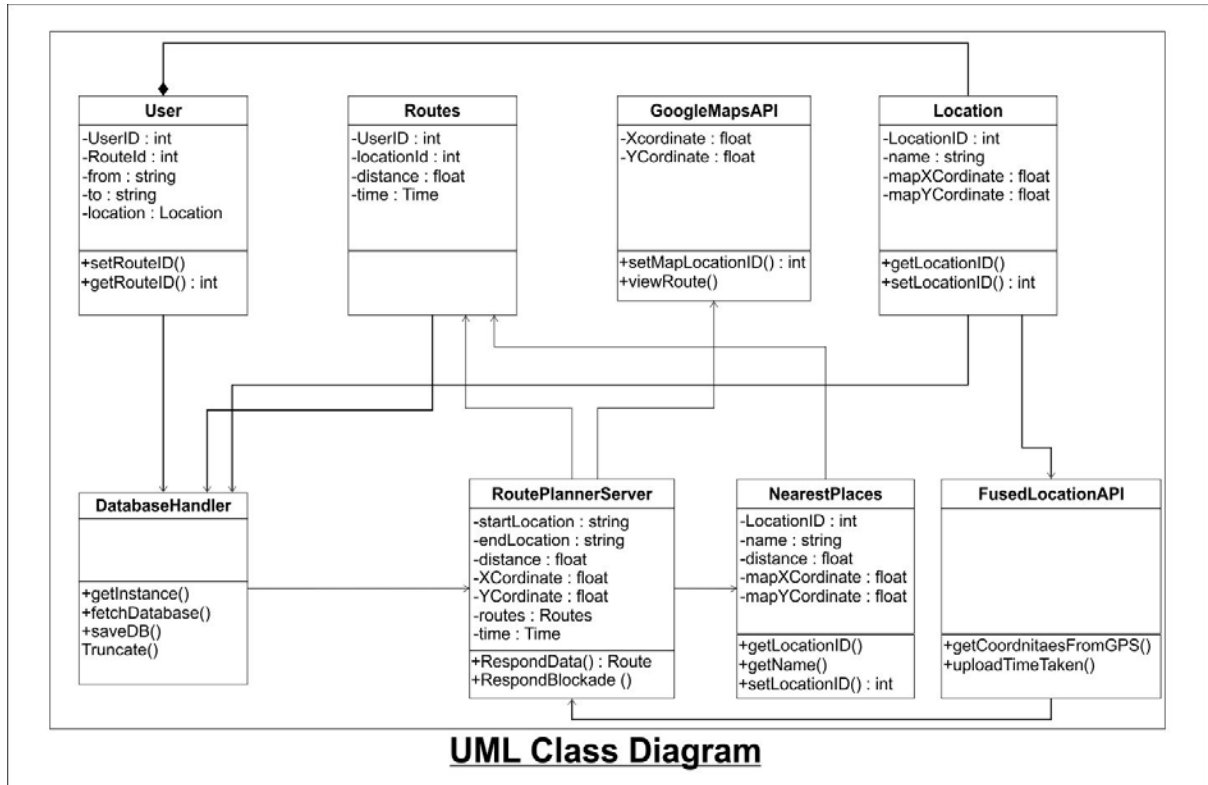 User
-UserID : int
-RouteId : int
-from : string
-to : string
-location : Location
+setRouteID()
+getRouteID() : int
Routes
-UserID : int
-locationId : int
-distance : float
-time : Time
GoogleMapsAPI
-Xcordinate : float
-YCordinate : float
+setMapLocationID() : int
+viewRoute()
Location
-LocationID : int
-name : string
-mapXCordinate : float
-mapYCordinate : float
+getLocationID()
+setLocationID() : int
DatabaseHandler
+getInstance()
+fetchDatabase()
+saveDB()
Truncate()
RoutePlannerServer
-startLocation : string
-endLocation : string
-distance : float
-XCordinate : float
-YCordinate : float
-routes : Routes
-time : Time
+RespondData() : Route
+RespondBlockade ()
NearestPlaces
-LocationID : int
-name : string
-distance : float
-mapXCordinate : float
-mapYCordinate : float
+getLocationID()
+getName()
+setLocationID() : int
FusedLocationAPI
+getCoordnitaesFromGPS()
+uploadTimeTaken()
UML Class Diagram